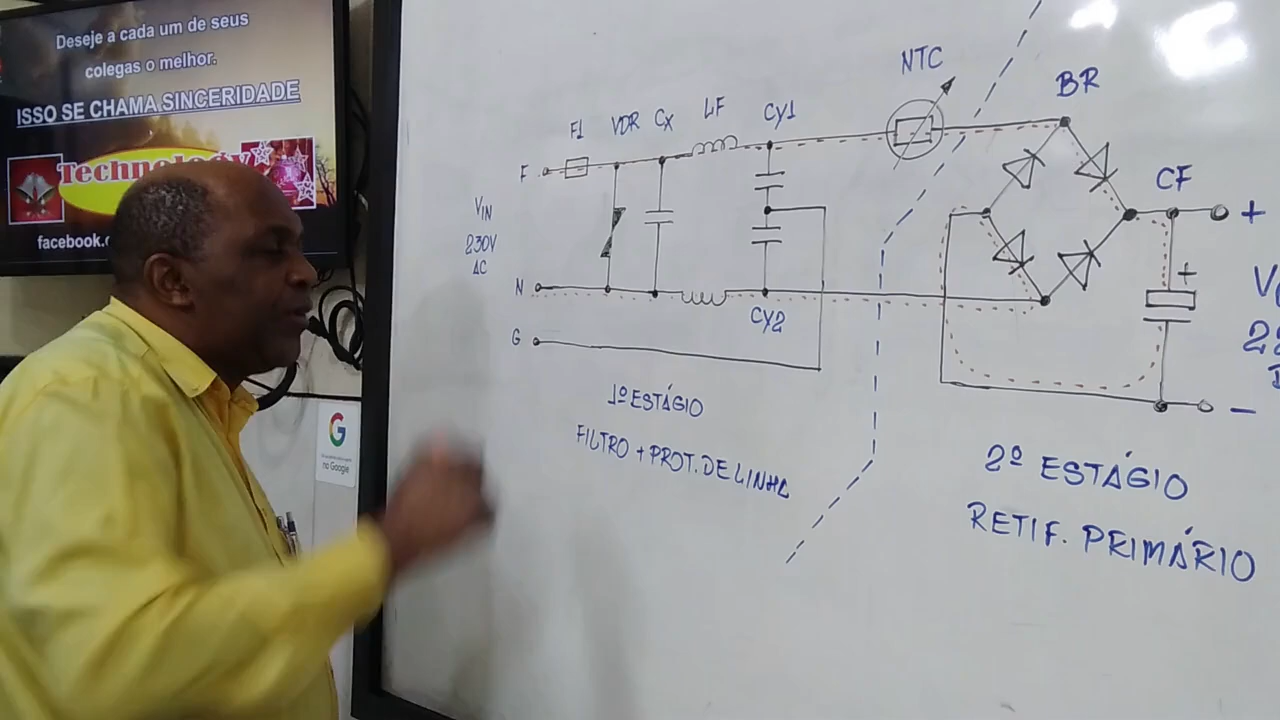 Deseje a cada um de seus
colegas o melhor.
ISSO SE CHAMA SINCERIDADE
Technology
facebook.
G
no Google
F1
VDR
Cx
LF
Cy1
NTC
BR
F
CF
+
VIN
230V
AC
+
N
CY2
G
1º ESTÁGIO
FILTRO + PROT. DE LINHA
-
2º ESTÁGIO
RETIF. PRIMÁRIO